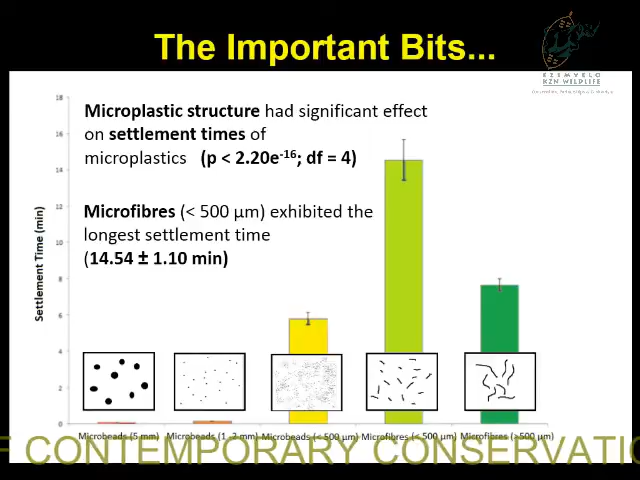 The Important Bits...
EZEMVELO
KZN WILDLIFE
Microplastic structure had significant effect
on settlement times of
microplastics (p < 2.20e-16; df = 4)
Microfibres (< 500 µm) exhibited the
longest settlement time
(14.54 ± 1.10 min)
Settlement Time (min)
18
16
14
12
10
8
6
4
2
0
Microbeads (5 mm)
Microbeads (1 - 2 mm)
Microbeads (< 500 µm)
Microfibres (< 500 µm)
Microfibres (>500 µm)
F CONTEMPORARY CONSERVATIO